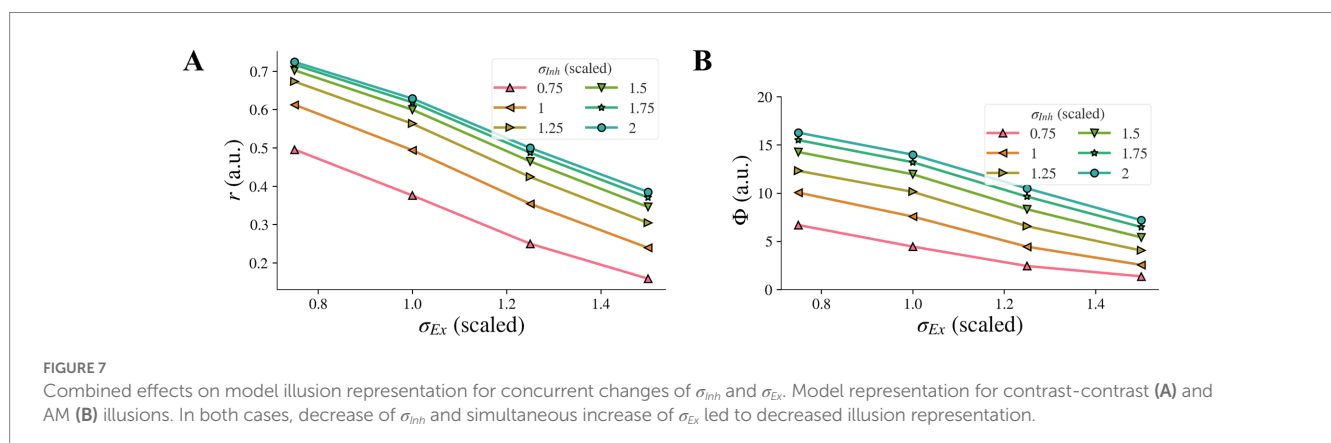 A
r (a.u.)
0.7
0.6
0.5
0.4
0.3
0.2
0.8
1.0
1.2
1.4
σEx (scaled)
σInh (scaled)
0.75
1
1.25
1.5
1.75
2
B
Φ (a.u.)
20
15
10
5
0
0.8
1.0
1.2
1.4
σEx (scaled)
σInh (scaled)
0.75
1
1.25
1.5
1.75
2
FIGURE 7
Combined effects on model illusion representation for concurrent changes of σInh and σEx. Model representation for contrast-contrast (A) and
AM (B) illusions. In both cases, decrease of σInh and simultaneous increase of σEx led to decreased illusion representation.